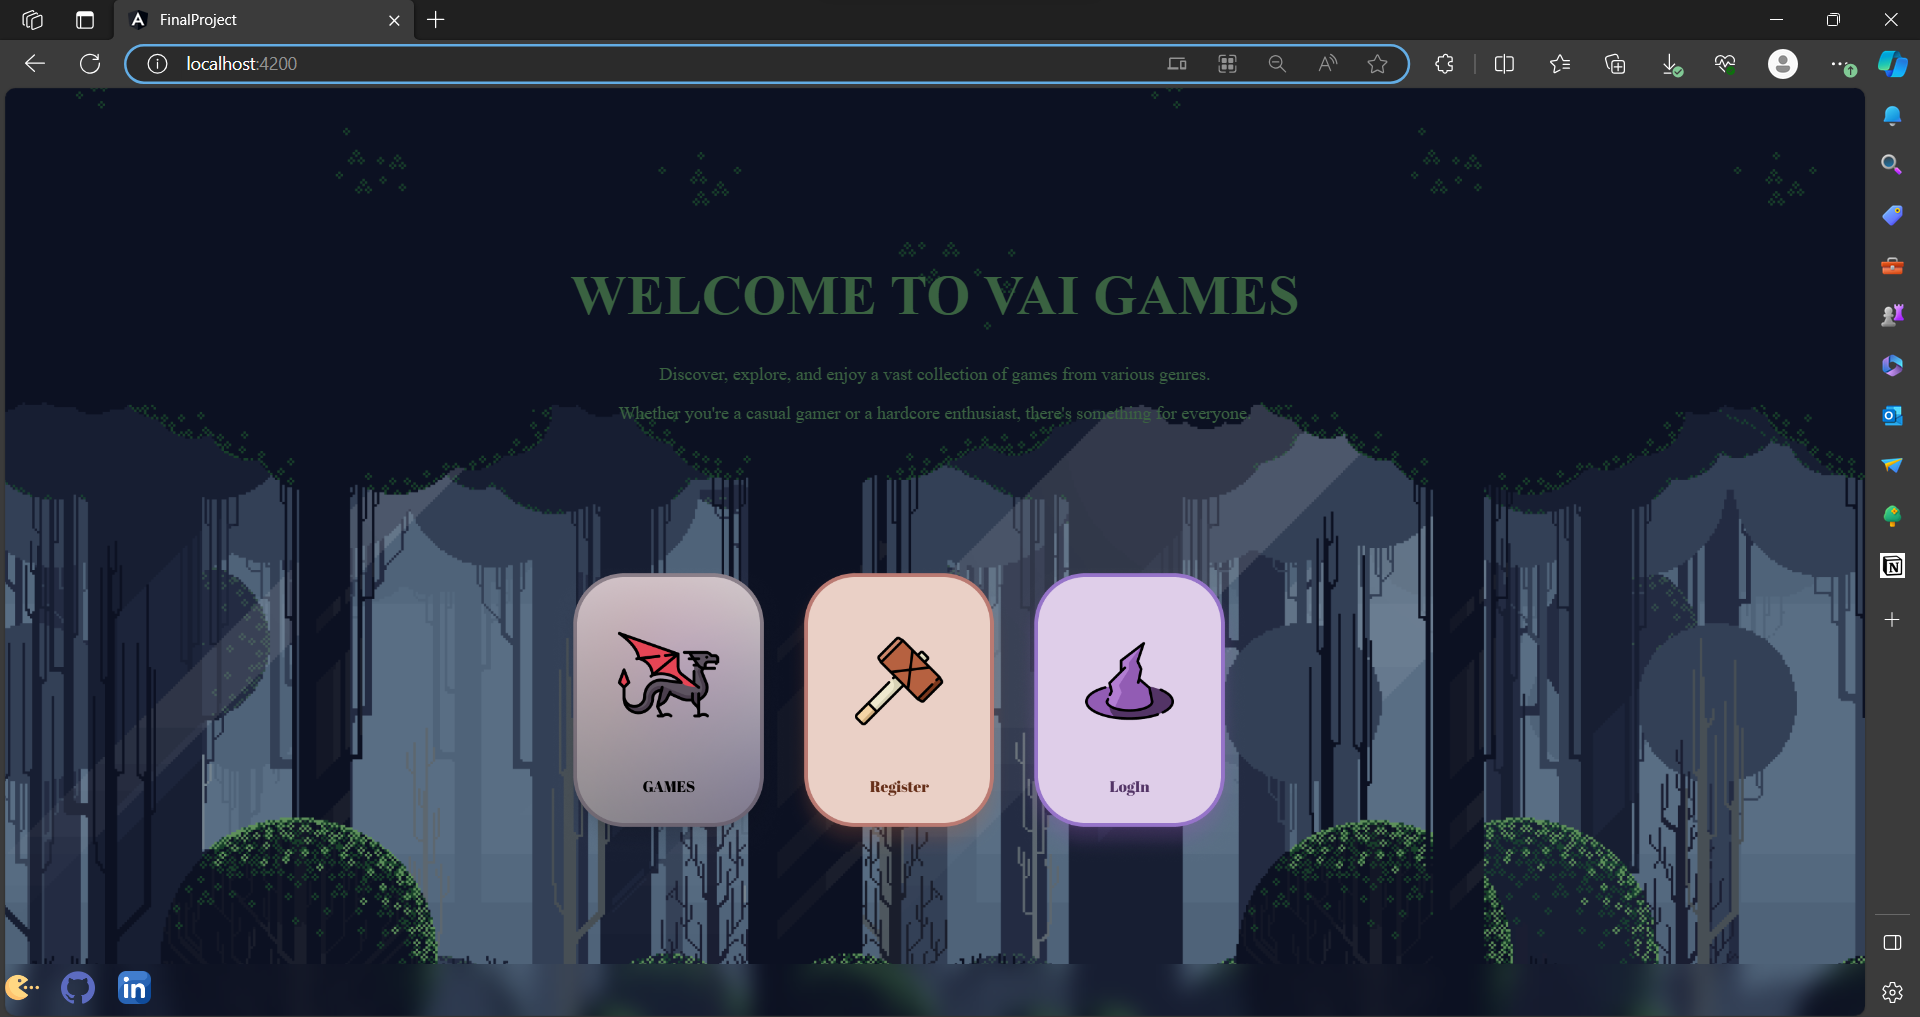 FinalProject
localhost:4200
WELCOME TO VAI GAMES
Discover, explore, and enjoy a vast collection of games from various genres.
Whether you're a casual gamer or a hardcore enthusiast, there's something for everyone.
GAMES
Register
LogIn
in